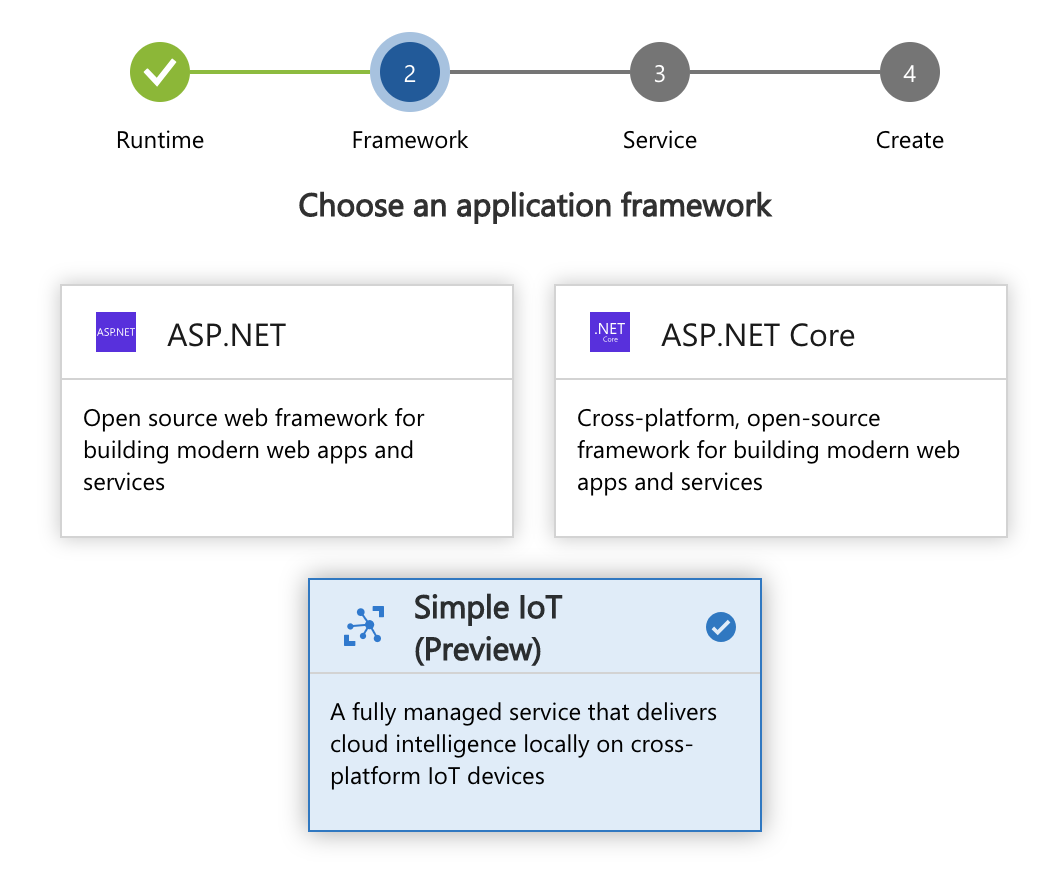 2
3
4
Runtime
Framework
Service
Create
Choose an application framework
ASP.NET
ASP.NET
Open source web framework for
building modern web apps and
services
.NET
Core
ASP.NET Core
Cross-platform, open-source
framework for building modern web
apps and services
Simple IoT
(Preview)
A fully managed service that delivers
cloud intelligence locally on cross-
platform IoT devices